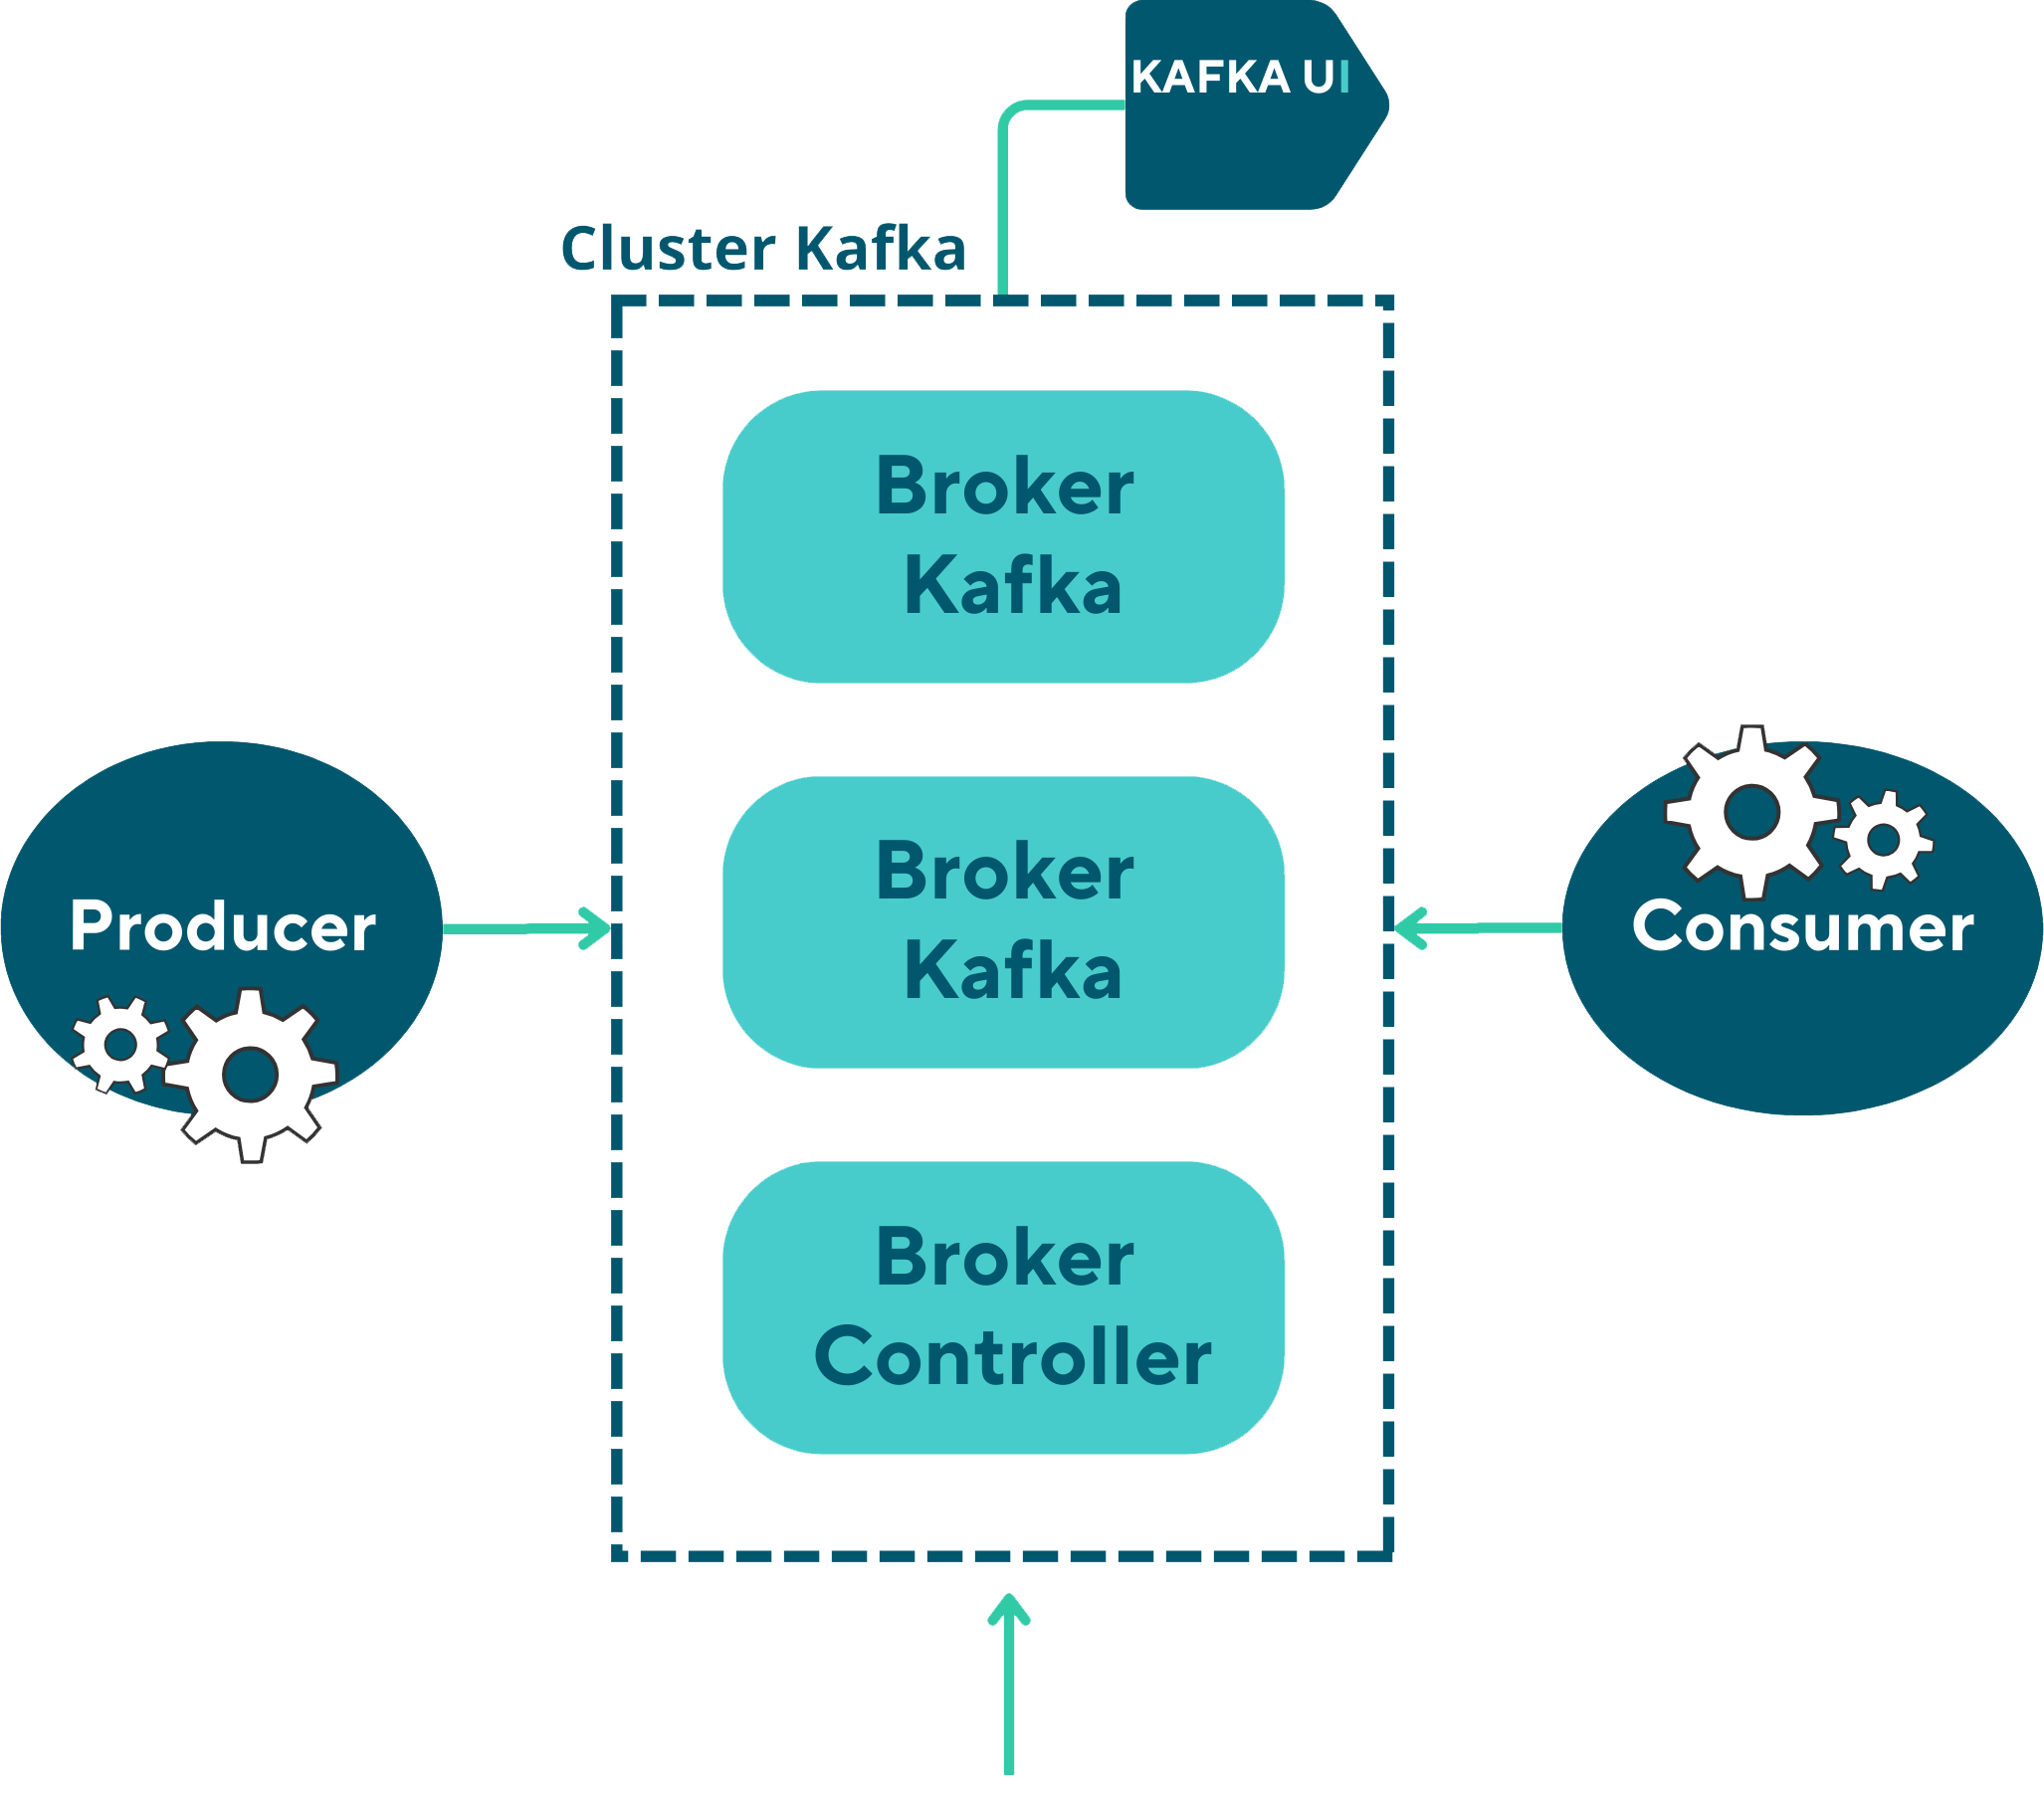 KAFKA UI
Cluster Kafka
Broker
Kafka
Producer
Broker
Kafka
Consumer
Broker
Controller